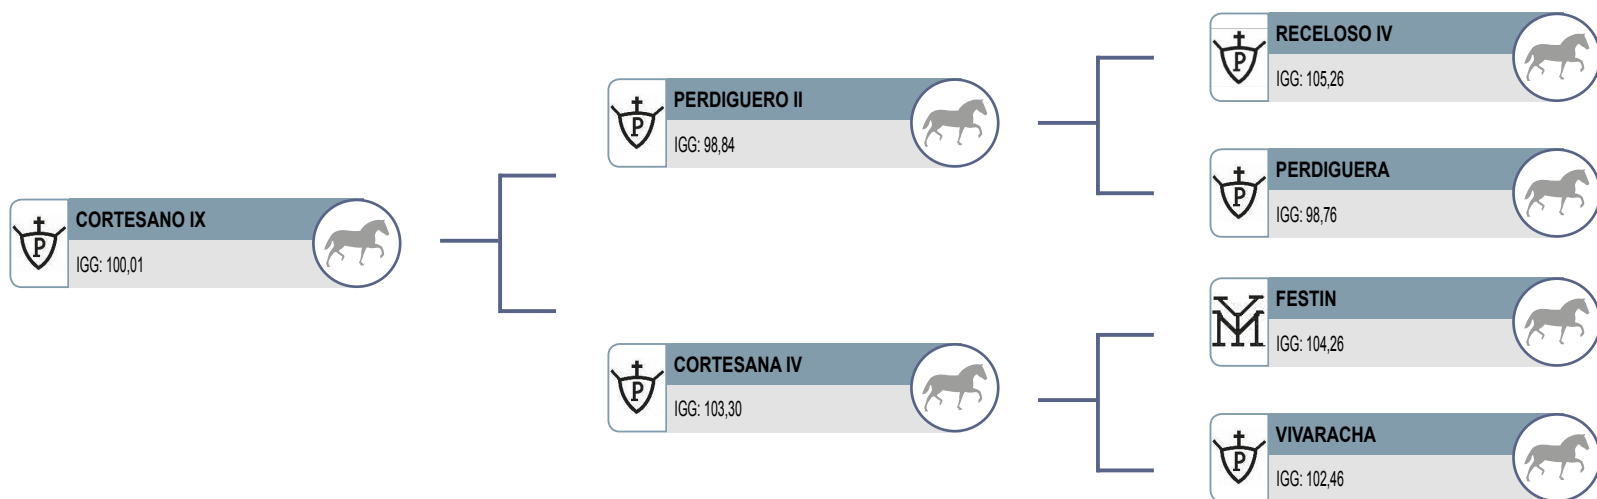 CORTESANO IX
IGG: 100,01
P
PERDIGUERO II
IGG: 98,84
P
CORTESANA IV
IGG: 103,30
P
RECELOSO IV
IGG: 105,26
P
PERDIGUERA
IGG: 98,76
P
FESTIN
IGG: 104,26
YM
VIVARACHA
IGG: 102,46
P